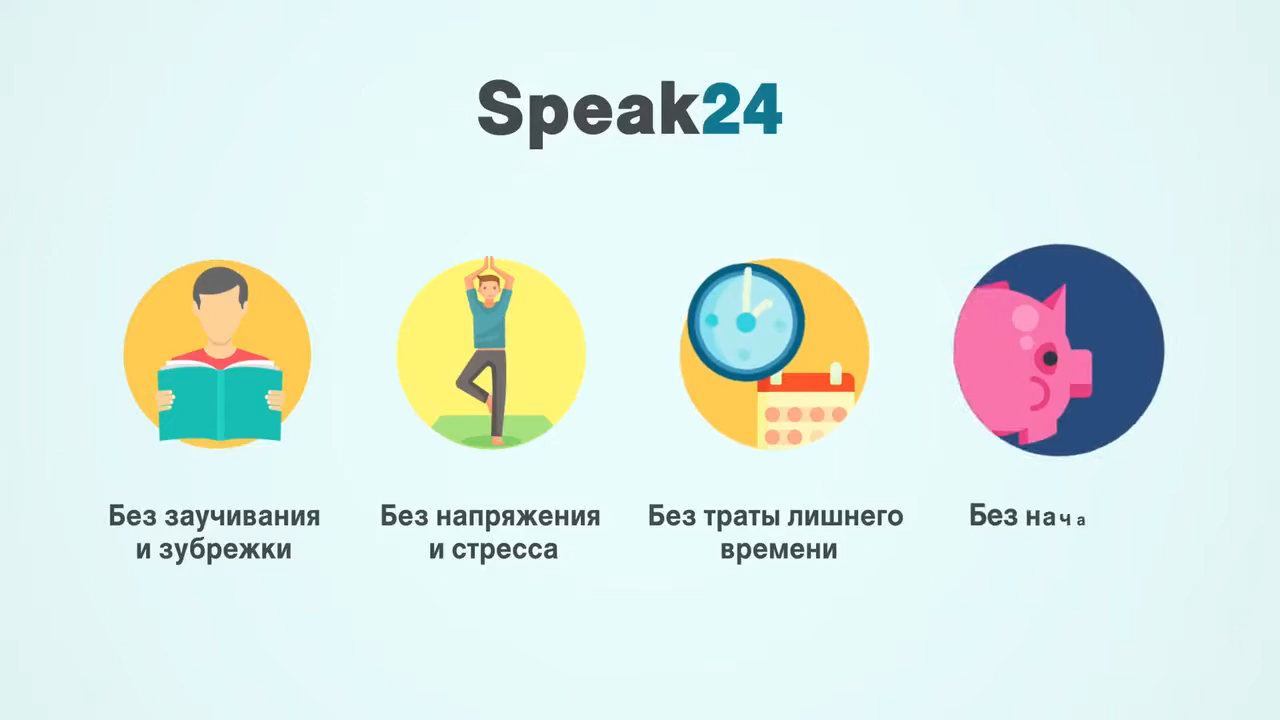 Speak24
Без заучивания
и зубрежки
Без напряжения
и стресса
Без траты лишнего
времени
Без нача